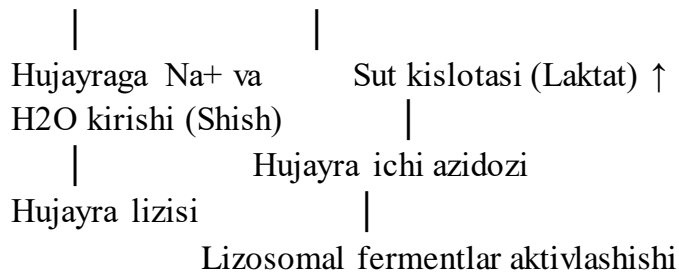 Hujayraga Na+ va Sut kislotasi (Laktat) ↑
H2O kirishi (Shish)
Hujayra ichi azidozi
Hujayra lizisi
Lizosomal fermentlar aktivlashishi